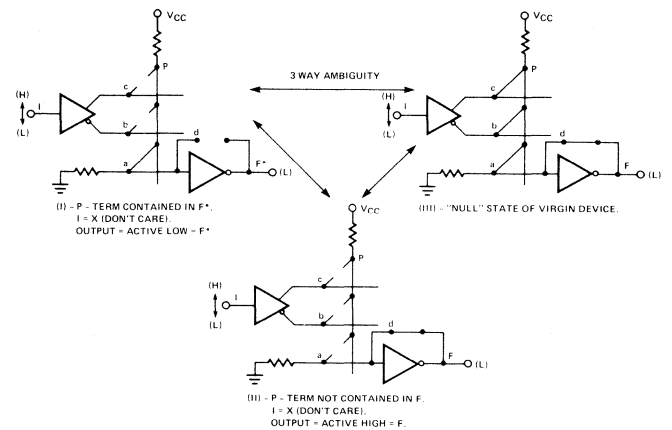 VCC
P
c
(H)
I
(L)
b
d
a
F*
(L)
(I) – P – TERM CONTAINED IN F*.
I = X (DON'T CARE).
OUTPUT = ACTIVE LOW = F*
3 WAY AMBIGUITY
VCC
P
c
(H)
I
(L)
b
d
a
F
(L)
(III) – "NULL" STATE OF VIRGIN DEVICE.
VCC
P
c
(H)
I
(L)
b
d
a
F
(L)
(II) – P – TERM NOT CONTAINED IN F.
I = X (DON'T CARE).
OUTPUT = ACTIVE HIGH = F.